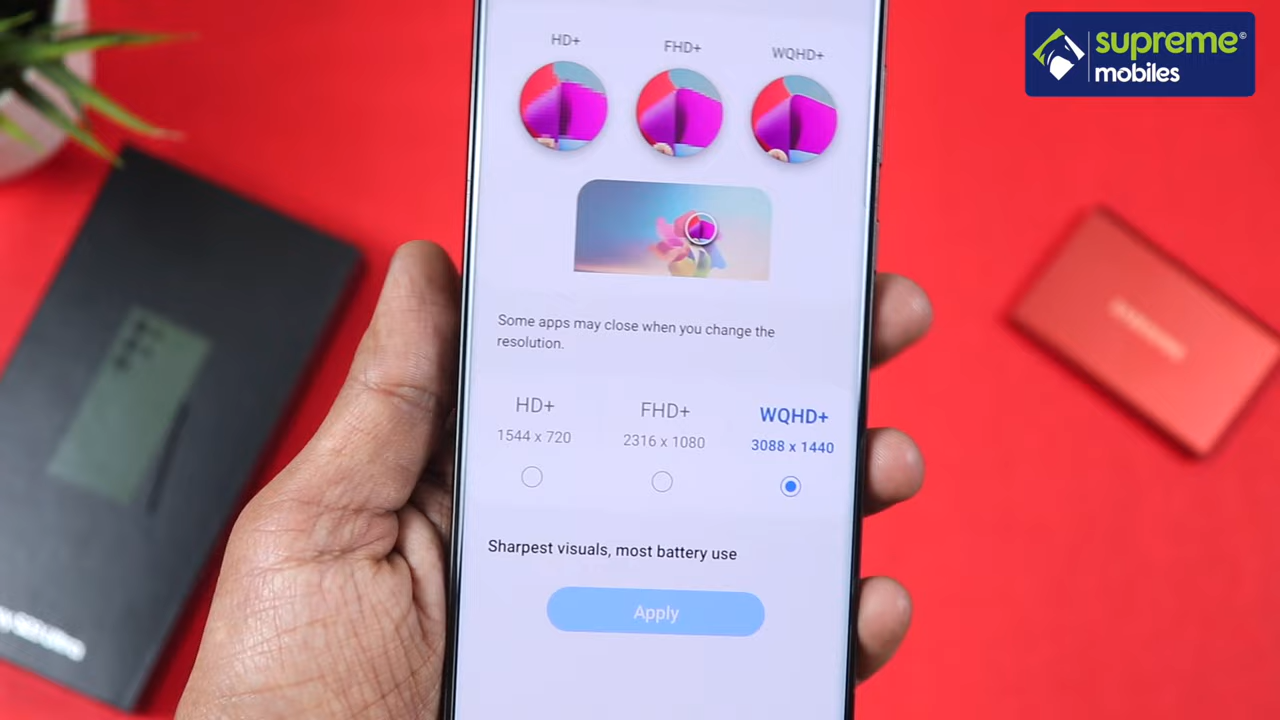 supreme©
mobiles
HD+
FHD+
WQHD+
Some apps may close when you change the
resolution.
HD+
FHD+
WQHD+
1544 x 720
2316 x 1080
3088 x 1440
Sharpest visuals, most battery use
Apply